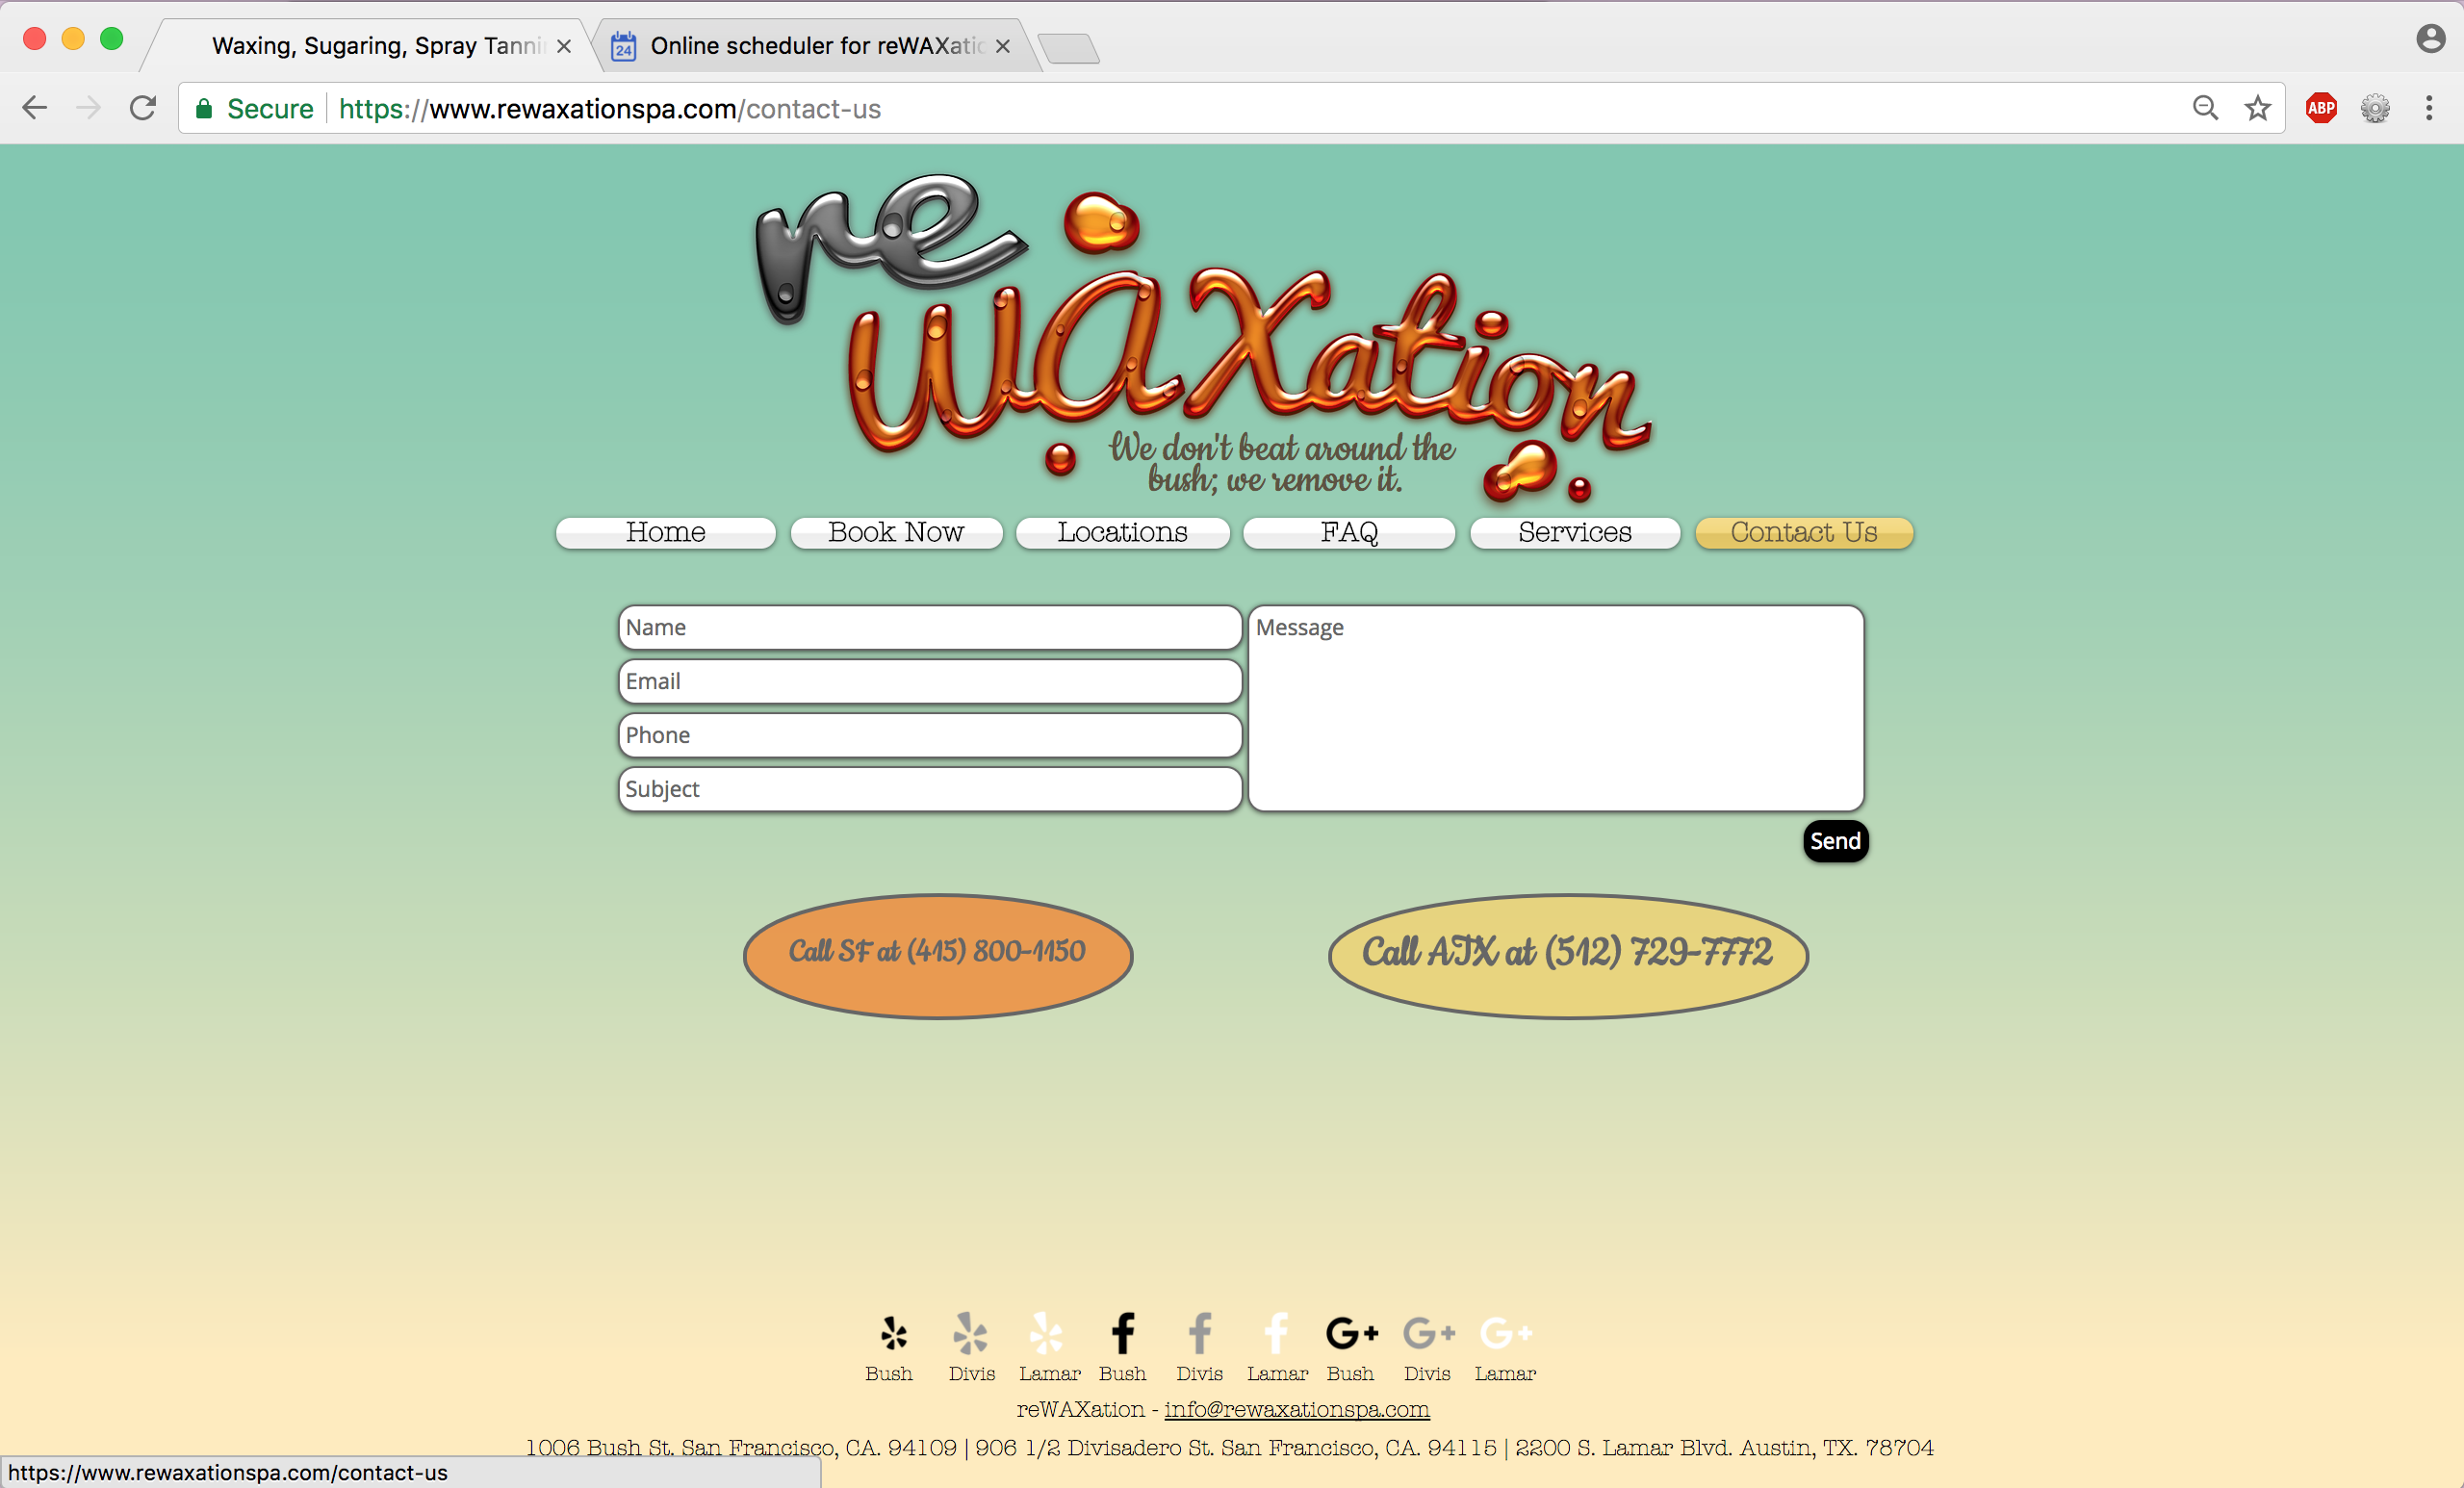 Waxing, Sugaring, Spray Tannin
Online scheduler for reWAXatio
24
Secure https://www.rewaxationspa.com/contact-us
ABP
re
waxation
We don't beat around the
bush; we remove it.
Home Book Now Locations FAQ Services Contact Us
Name
Email
Phone
Subject
Message
Send
Call SF at (415) 800-1150
Call ATX at (512) 729-7772
f f f G+ G+ G+
Bush Divis Lamar Bush Divis Lamar Bush Divis Lamar
reWAXation - info@rewaxationspa.com
1006 Bush St. San Francisco, CA. 94109 | 906 1/2 Divisadero St. San Francisco, CA. 94115 | 2200 S. Lamar Blvd. Austin, TX. 78704
https://www.rewaxationspa.com/contact-us